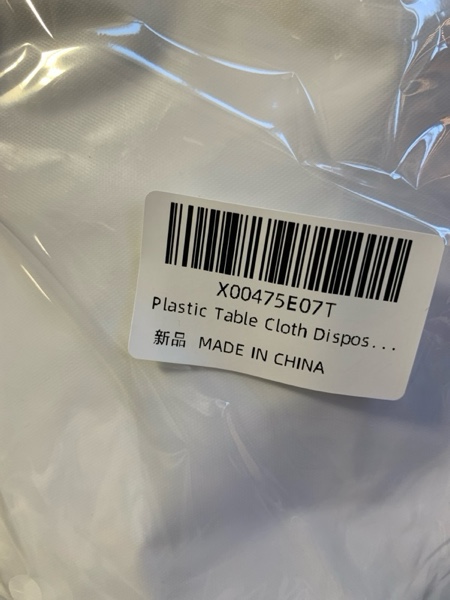 X00475E07T
Plastic Table Cloth Dispos...
新品 MADE IN CHINA